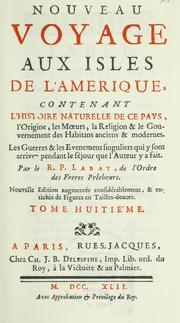 NOUVEAU
VOYAGE
AUX ISLES
DE L'AMERIQUE,
CONTENANT
L'HISTOIRE NATURELLE DE CE PAYS,
l'Origine, les Mœurs, la Religion & le Gou-
vernement des Habitans anciens & modernes.
Les Guerres & les Evenemens singuliers qui y sont
arrivez pendant le séjour que l'Auteur y a fait.
Par le R. P. LABAT, de l'Ordre
des Freres Prêcheurs.
Nouvelle Edition augmentée considérablement, & en-
richie de Figures en Tailles-douces.
TOME HUITIEME.
A PARIS, RUE S. JACQUES,
Chez CH. J. B. DELESPINE, Imp. Lib. ord. du
Roy, à la Victoire & au Palmier.
M. DCC. XLII.
Avec Approbation & Privilege du Roy.